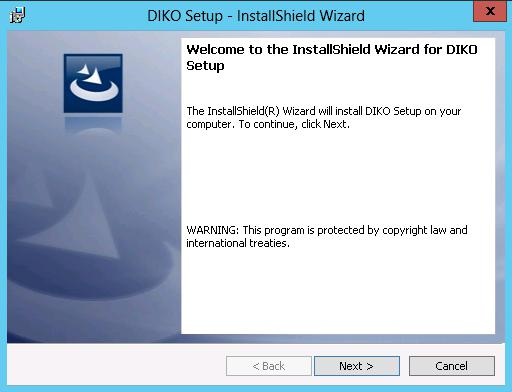 DIKO Setup - InstallShield Wizard
x
Welcome to the InstallShield Wizard for DIKO
Setup
The InstallShield(R) Wizard will install DIKO Setup on your
computer. To continue, click Next.
WARNING: This program is protected by copyright law and
international treaties.
< Back
Next >
Cancel